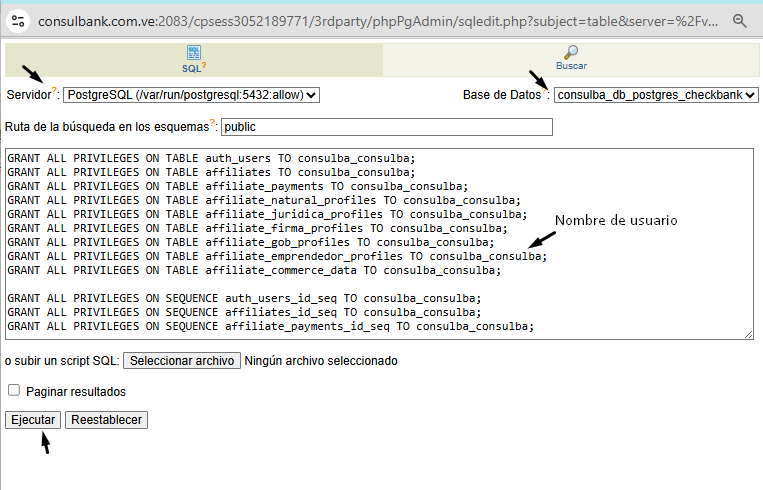 consulbank.com.ve:2083/cpsess3052189771/3rdparty/phpPgAdmin/sqledit.php?subject=table&server=%2Fv...
SQL? Buscar
Servidor?: PostgreSQL (/var/run/postgresql:5432:allow) Base de Datos?: consulba_db_postgres_checkbank
Ruta de la búsqueda en los esquemas?: public
GRANT ALL PRIVILEGES ON TABLE auth_users TO consulba_consulba;
GRANT ALL PRIVILEGES ON TABLE affiliates TO consulba_consulba;
GRANT ALL PRIVILEGES ON TABLE affiliate_payments TO consulba_consulba;
GRANT ALL PRIVILEGES ON TABLE affiliate_natural_profiles TO consulba_consulba;
GRANT ALL PRIVILEGES ON TABLE affiliate_juridica_profiles TO consulba_consulba;
GRANT ALL PRIVILEGES ON TABLE affiliate_firma_profiles TO consulba_consulba;
GRANT ALL PRIVILEGES ON TABLE affiliate_gob_profiles TO consulba_consulba;
GRANT ALL PRIVILEGES ON TABLE affiliate_emprendedor_profiles TO consulba_consulba;
GRANT ALL PRIVILEGES ON TABLE affiliate_commerce_data TO consulba_consulba;
Nombre de usuario
GRANT ALL PRIVILEGES ON SEQUENCE auth_users_id_seq TO consulba_consulba;
GRANT ALL PRIVILEGES ON SEQUENCE affiliates_id_seq TO consulba_consulba;
GRANT ALL PRIVILEGES ON SEQUENCE affiliate_payments_id_seq TO consulba_consulba;
o subir un script SQL: Seleccionar archivo Ningún archivo seleccionado
Paginar resultados
Ejecutar Reestablecer